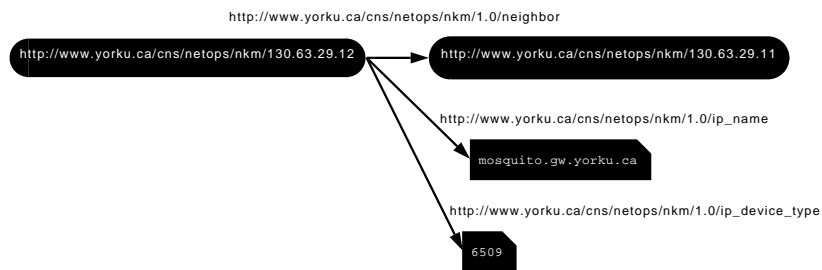 http://www.yorku.ca/cns/netops/nkm/1.0/neighbor
http://www.yorku.ca/cns/netops/nkm/130.63.29.12
http://www.yorku.ca/cns/netops/nkm/130.63.29.11
http://www.yorku.ca/cns/netops/nkm/1.0/ip_name
mosquito.gw.yorku.ca
http://www.yorku.ca/cns/netops/nkm/1.0/ip_device_type
6509